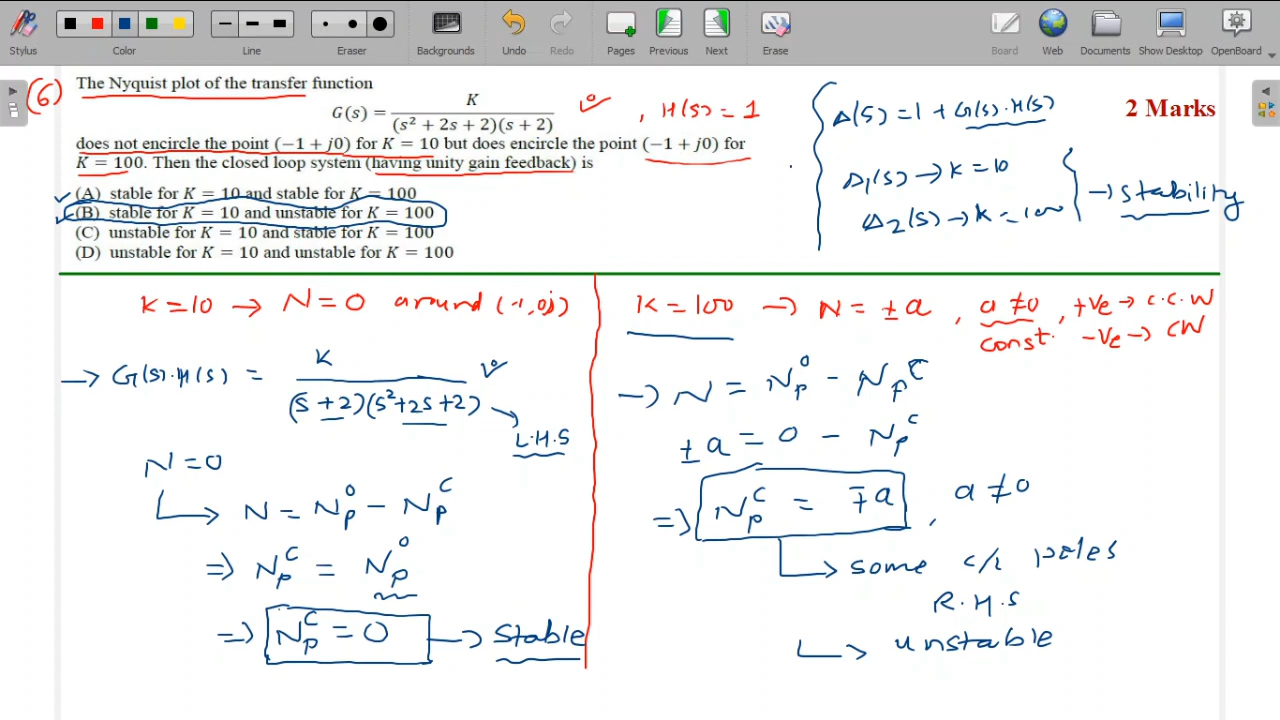 Stylus Color Line Eraser Backgrounds Undo Redo Pages Previous Next Erase Board Web Documents Show Desktop OpenBoard
(6) The Nyquist plot of the transfer function
G(s) = K / (s² + 2s + 2)(s + 2) , H(s) = 1
2 Marks
does not encircle the point (−1 + j0) for K = 10 but does encircle the point (−1 + j0) for
K = 100. Then the closed loop system (having unity gain feedback) is
(A) stable for K = 10 and stable for K = 100
(B) stable for K = 10 and unstable for K = 100
(C) unstable for K = 10 and stable for K = 100
(D) unstable for K = 10 and unstable for K = 100
Δ(s) = 1 + G(s)·H(s)
Δ₁(s) → K = 10
Δ₂(s) → K = 100
→ stability
K = 10 → N = 0 around (-1, 0j)
→ G(s)·H(s) = K / (s + 2)(s² + 2s + 2)
L.H.S
N = 0
→ N = Nₚ⁰ − Nₚᶜ
⇒ Nₚᶜ = Nₚ⁰
⇒ Nₚᶜ = 0 → stable
K = 100 → N = ± a , a ≠ 0 , +ve → C.C.W
const. −ve → CW
→ N = Nₚ⁰ − Nₚᶜ
± a = 0 − Nₚᶜ
⇒ Nₚᶜ = ∓ a , a ≠ 0
→ some c/L poles
R.H.S
→ unstable